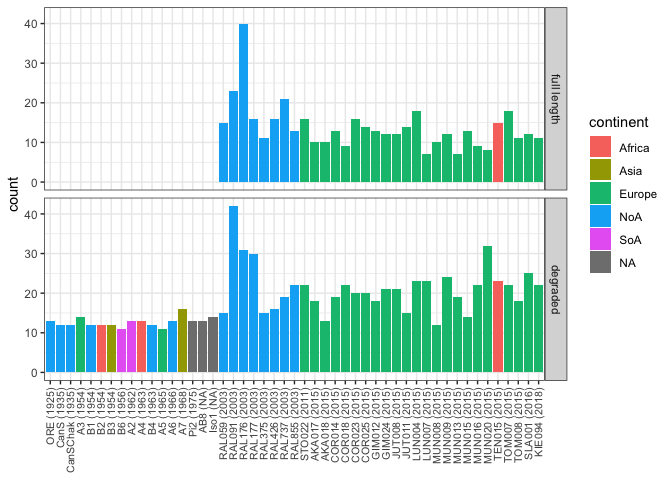 full length
degraded
count
40
30
20
10
0
40
30
20
10
0
ORE (1925)
CanS (1935)
CanSChak (1935)
A3 (1954)
B1 (1954)
B2 (1954)
B3 (1954)
B6 (1956)
A2 (1962)
A4 (1963)
B4 (1963)
A5 (1965)
A6 (1966)
A7 (1968)
Pi2 (1975)
AB8 (NA)
Iso1 (NA)
RAL059 (2003)
RAL091 (2003)
RAL176 (2003)
RAL177 (2003)
RAL375 (2003)
RAL426 (2003)
RAL737 (2003)
RAL855 (2003)
STO022 (2011)
AKA017 (2015)
AKA018 (2015)
COR014 (2015)
COR018 (2015)
COR023 (2015)
COR025 (2015)
GIM012 (2015)
GIM024 (2015)
JUT008 (2015)
JUT011 (2015)
LUN004 (2015)
LUN007 (2015)
MUN008 (2015)
MUN009 (2015)
MUN013 (2015)
MUN015 (2015)
MUN016 (2015)
MUN020 (2015)
TEN015 (2015)
TOM007 (2015)
TOM008 (2015)
SLA001 (2016)
KIE094 (2018)
continent
Africa
Asia
Europe
NoA
SoA
NA